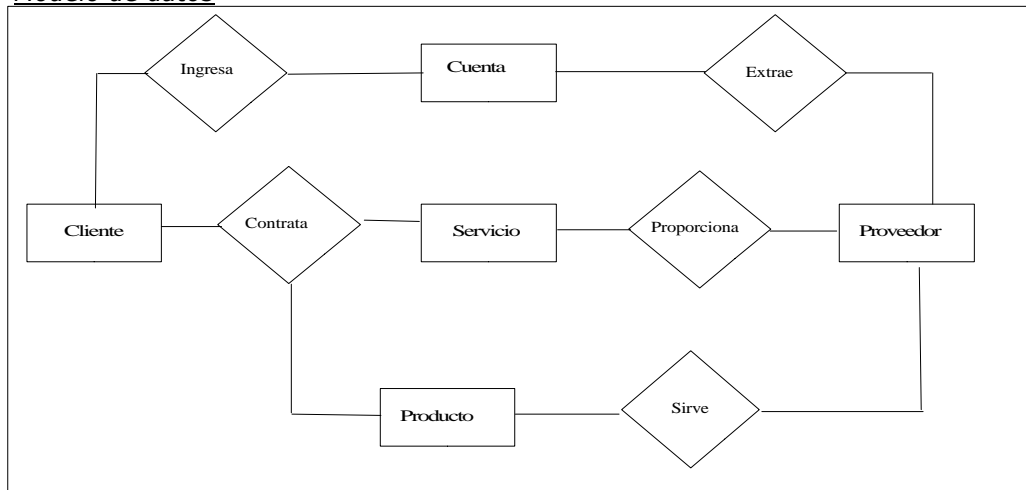 Modelo de datos
Ingresa
Cuenta
Extrae
Cliente
Contrata
Servicio
Proporciona
Proveedor
Producto
Sirve